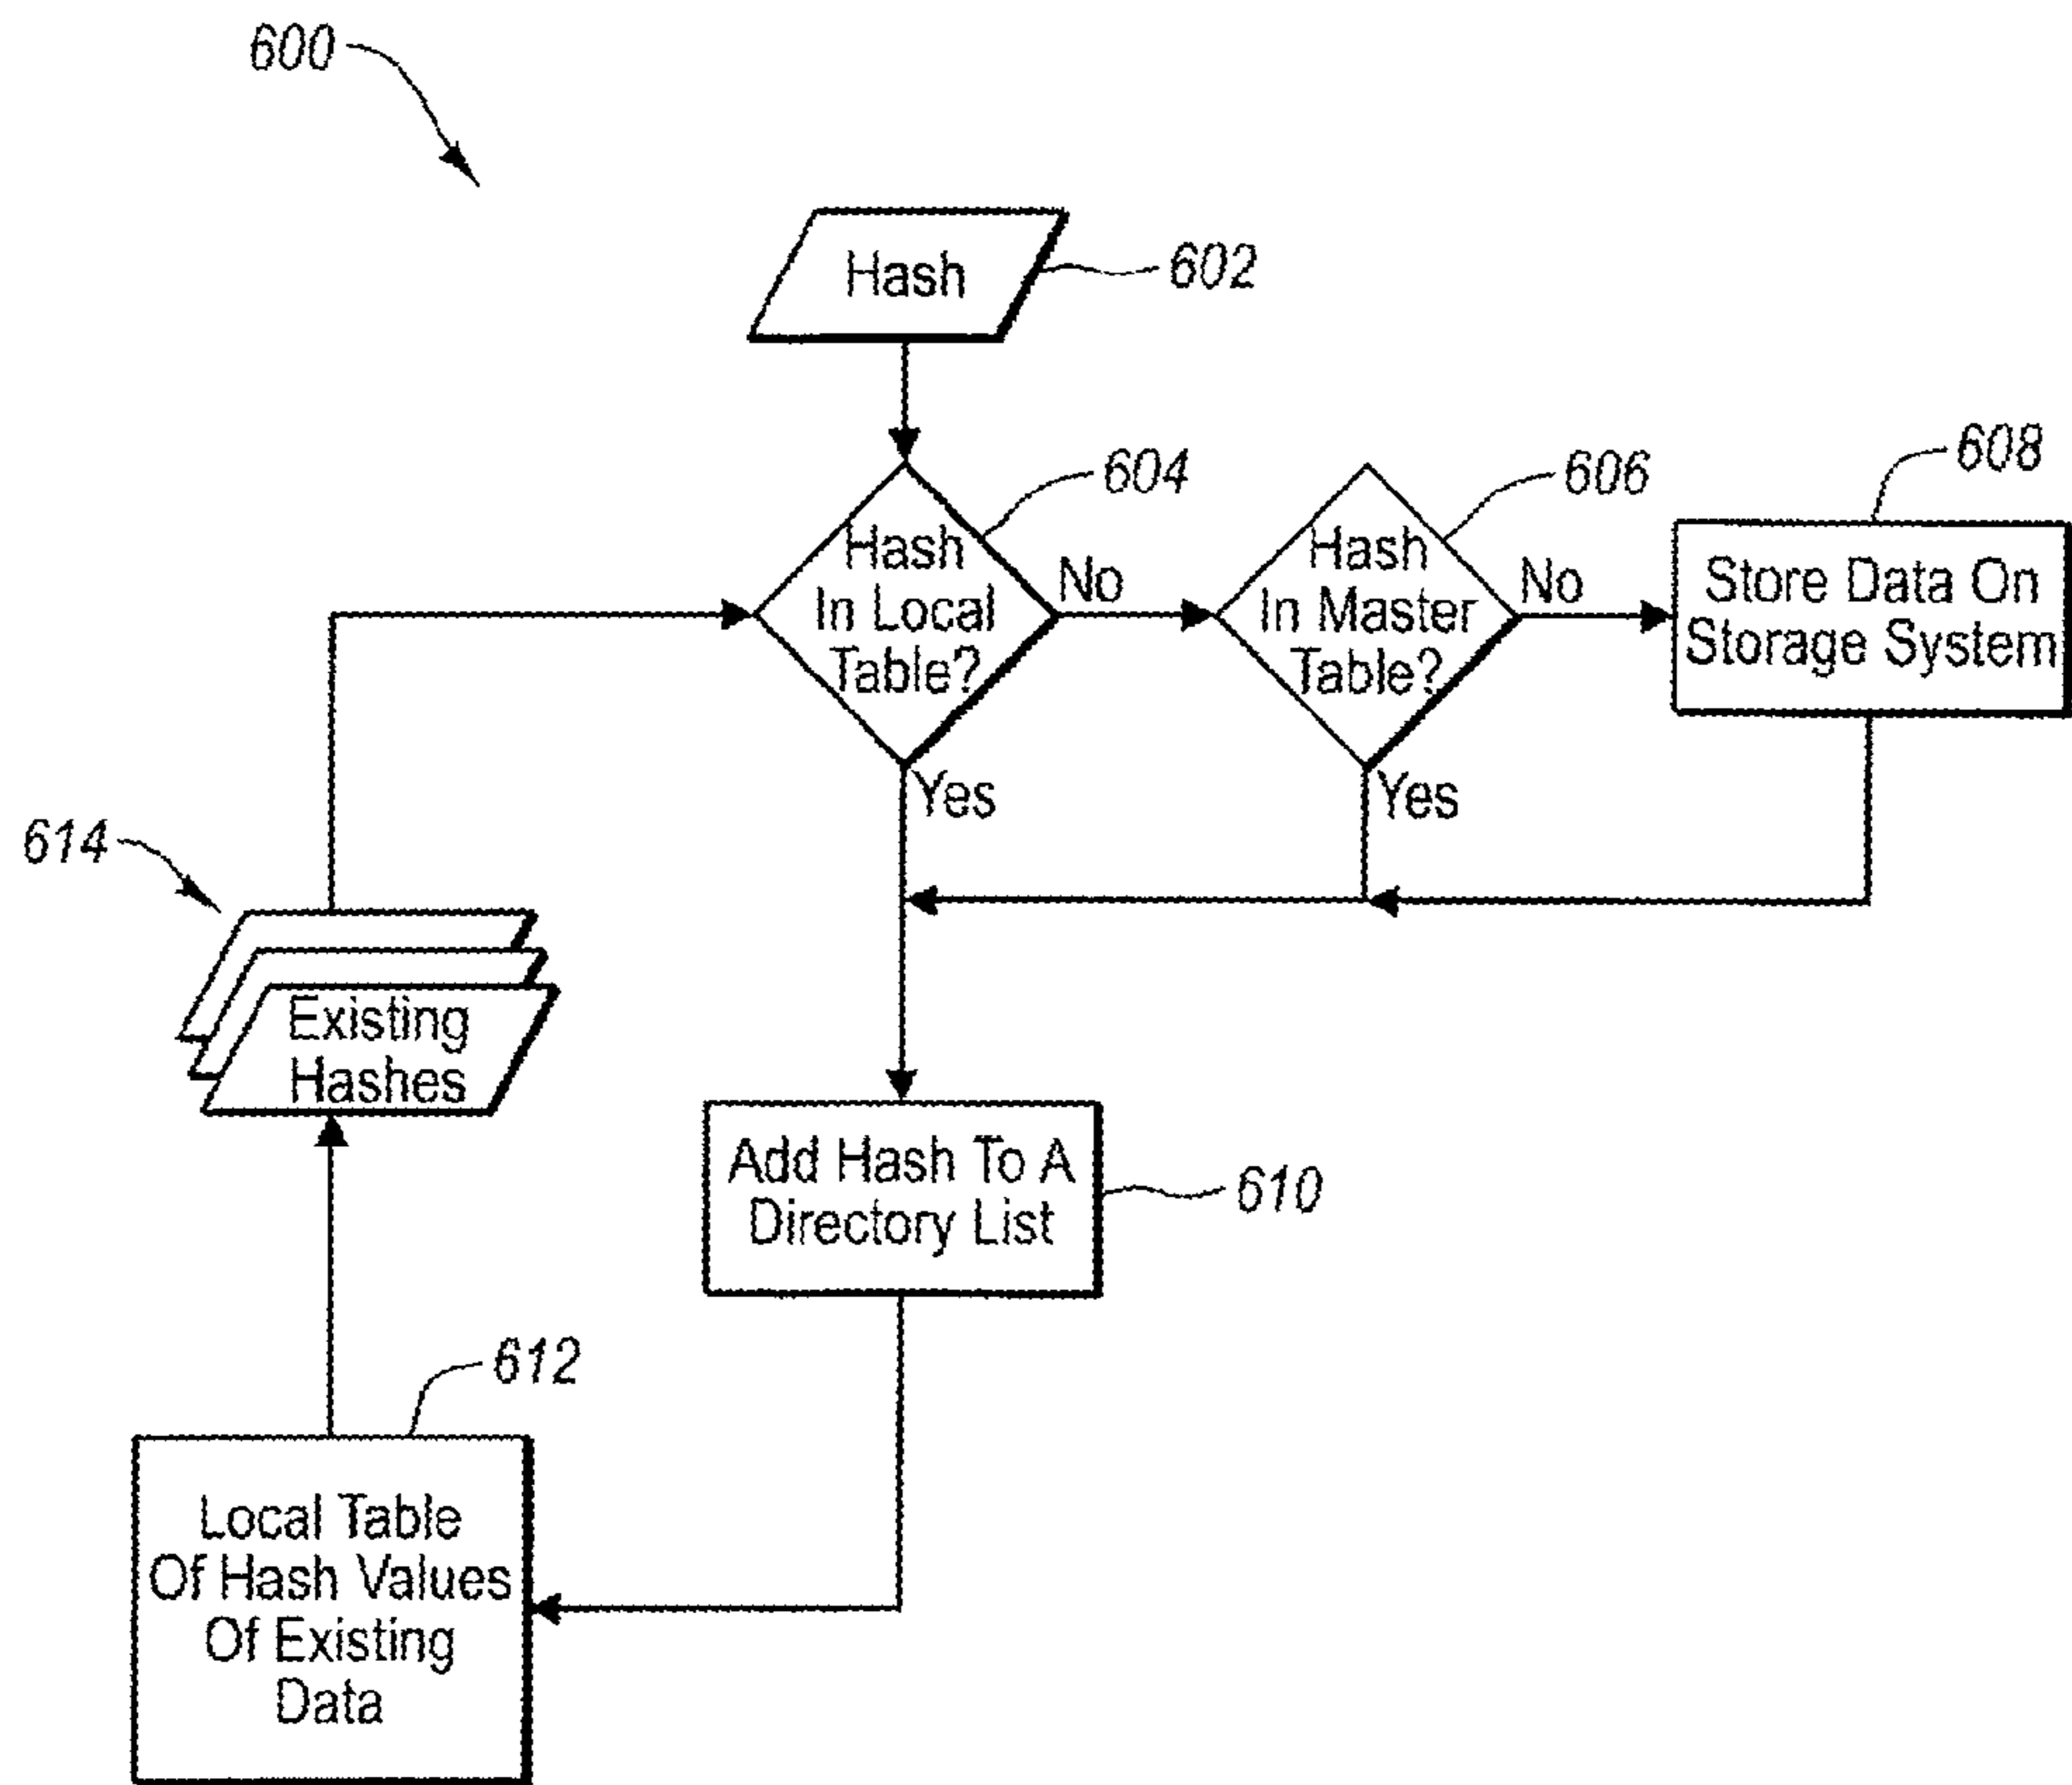 600
Hash
602
604
Hash
In Local
Table?
No
Yes
606
Hash
In Master
Table?
No
Yes
608
Store Data On
Storage System
614
Existing
Hashes
Add Hash To A
Directory List
610
612
Local Table
Of Hash Values
Of Existing
Data